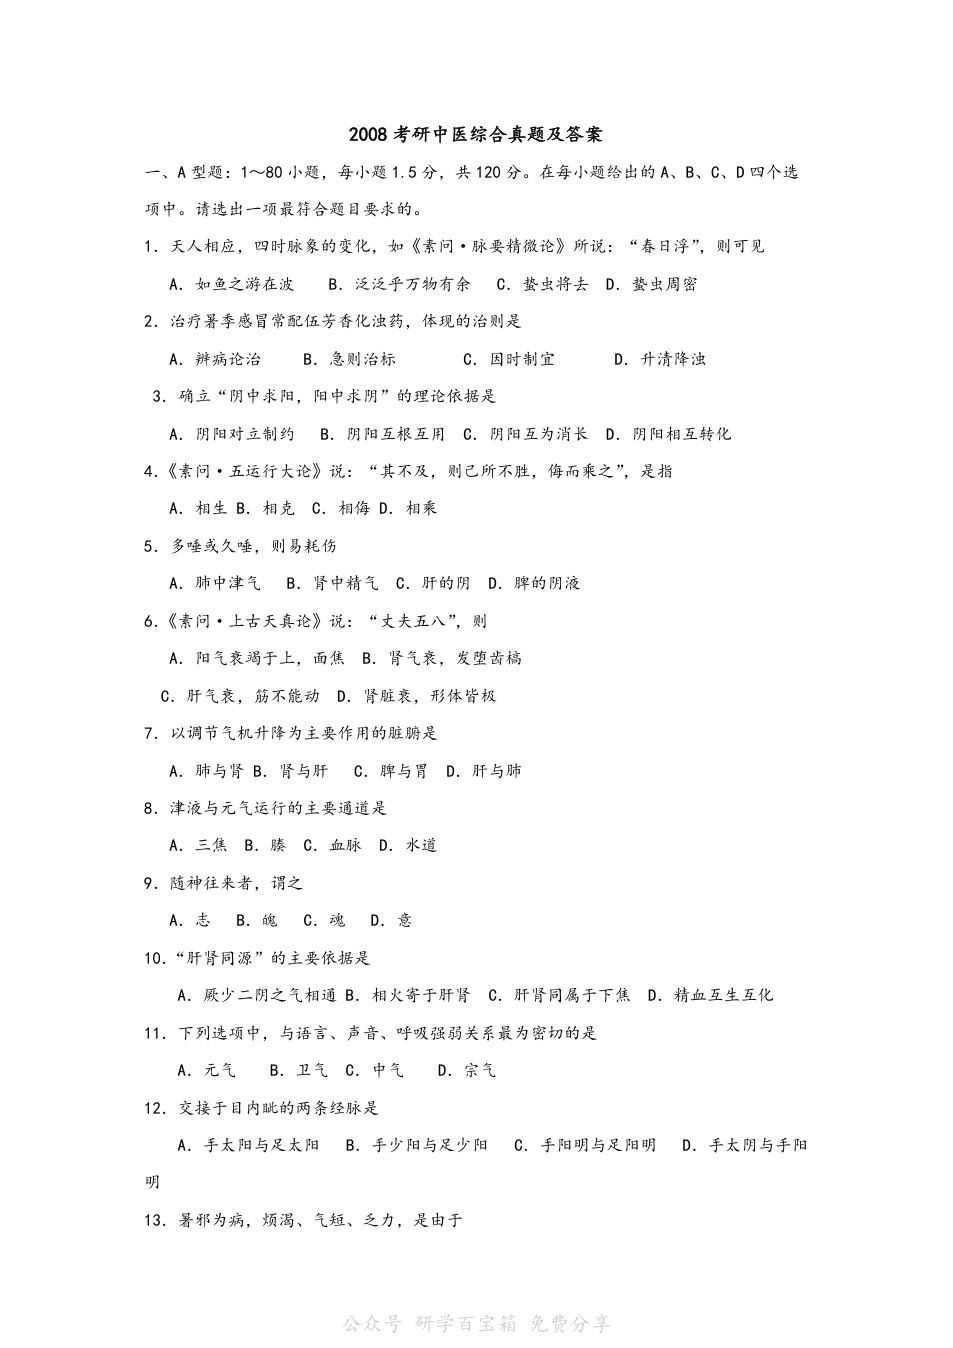 2008 考研中医综合真题及答案
一、A 型题：1～80 小题，每小题 1.5 分，共 120 分。在每小题给出的 A、B、C、D 四个选
项中。请选出一项最符合题目要求的。
1．天人相应，四时脉象的变化，如《素问·脉要精微论》所说：“春日浮”，则可见
A．如鱼之游在波 B．泛泛乎万物有余 C．蛰虫将去 D．蛰虫周密
2．治疗暑季感冒常配伍芳香化浊药，体现的治则是
A．辨病论治 B．急则治标 C．因时制宜 D．升清降浊
3．确立“阴中求阳，阳中求阴”的理论依据是
A．阴阳对立制约 B．阴阳互根互用 C．阴阳互为消长 D．阴阳相互转化
4．《素问·五运行大论》说：“其不及，则己所不胜，侮而乘之”，是指
A．相生 B．相克 C．相侮 D．相乘
5．多唾或久唾，则易耗伤
A．肺中津气 B．肾中精气 C．肝的阴 D．脾的阴液
6．《素问·上古天真论》说：“丈夫五八”，则
A．阳气衰竭于上，面焦 B．肾气衰，发堕齿槁
C．肝气衰，筋不能动 D．肾脏衰，形体皆极
7．以调节气机升降为主要作用的脏腑是
A．肺与肾 B．肾与肝 C．脾与胃 D．肝与肺
8．津液与元气运行的主要通道是
A．三焦 B．腠 C．血脉 D．水道
9．随神往来者，谓之
A．志 B．魄 C．魂 D．意
10．“肝肾同源”的主要依据是
A．厥少二阴之气相通 B．相火寄于肝肾 C．肝肾同属于下焦 D．精血互生互化
11．下列选项中，与语言、声音、呼吸强弱关系最为密切的是
A．元气 B．卫气 C．中气 D．宗气
12．交接于目内眦的两条经脉是
A．手太阳与足太阳 B．手少阳与足少阳 C．手阳明与足阳明 D．手太阴与手阳
明
13．暑邪为病，烦渴、气短、乏力，是由于
公众号 研学百宝箱 免费分享